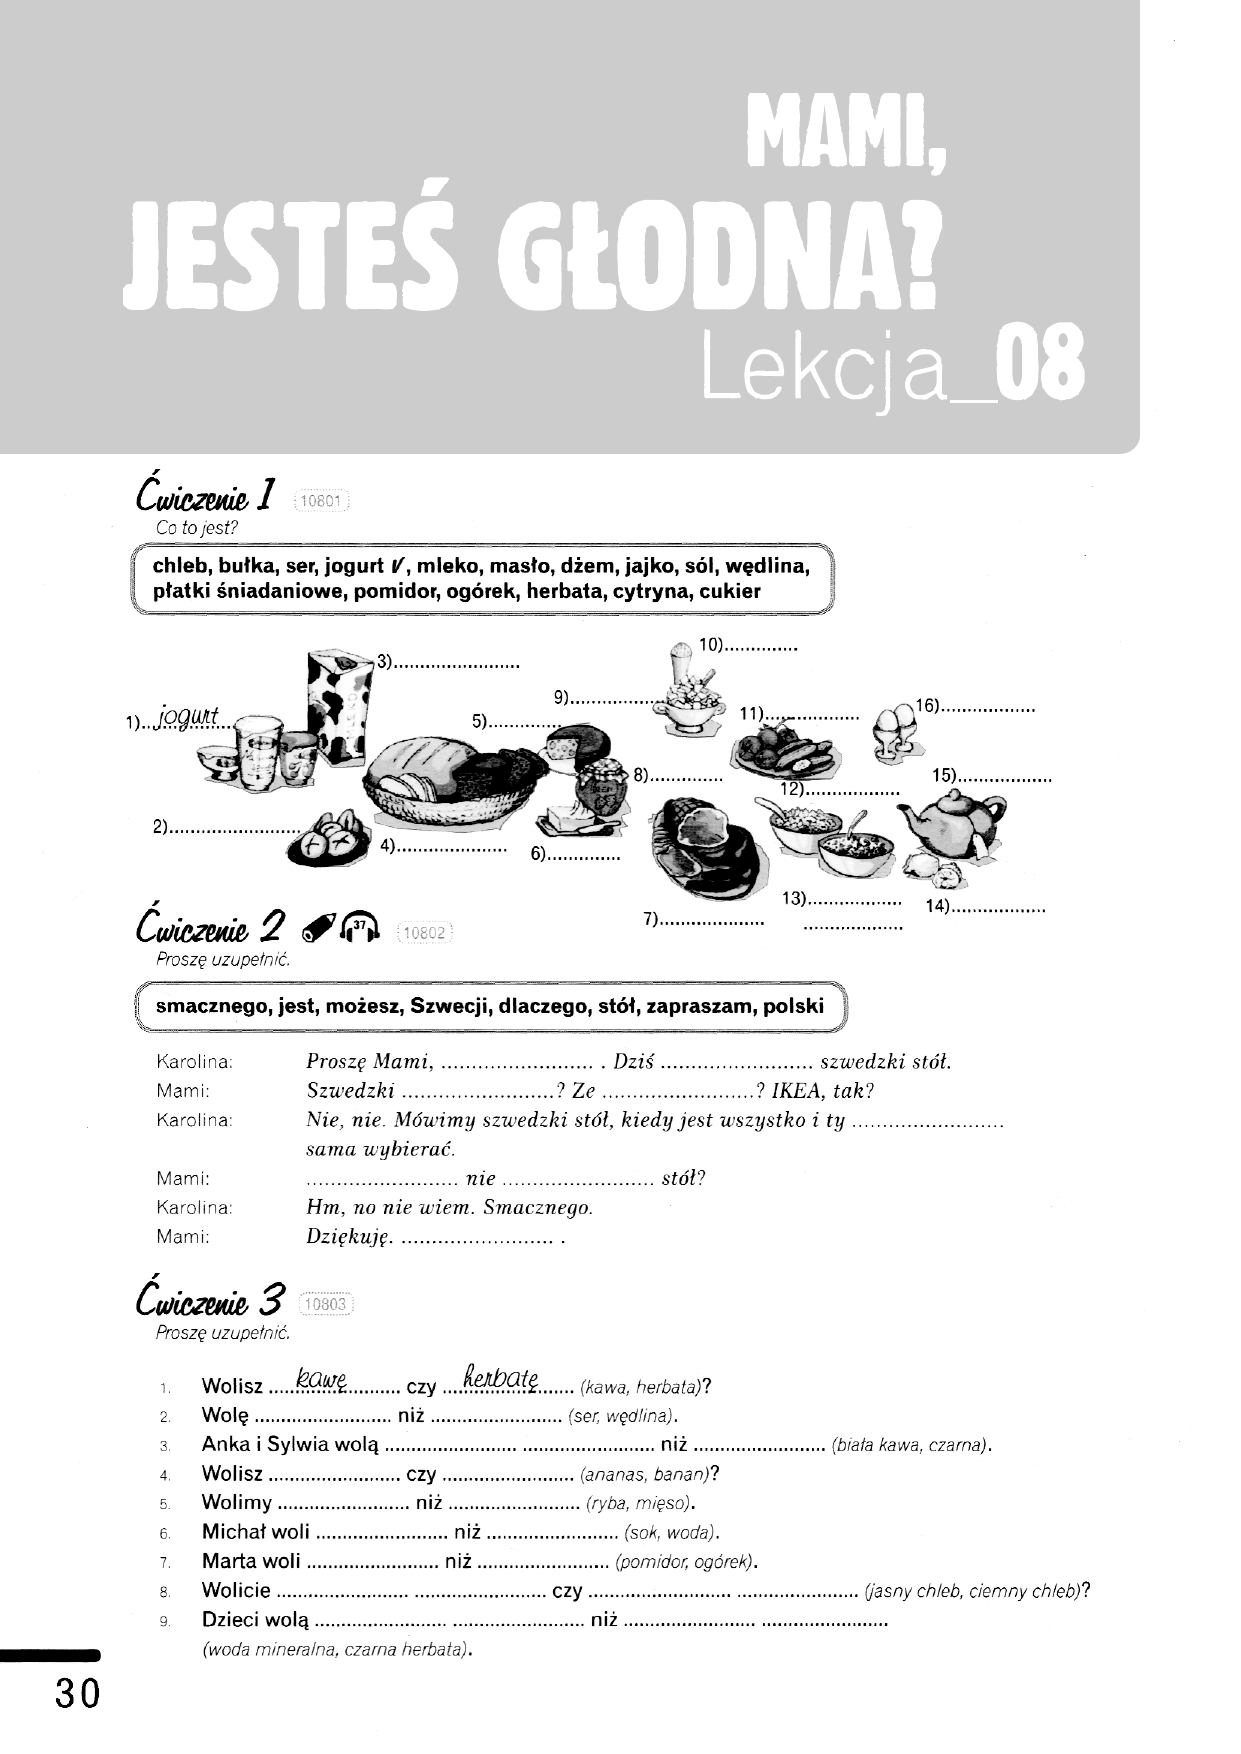 MAMI,
JESTEŚ GŁODNA?
Lekcja_08
Ćwiczenie 1 10801
Co to jest?
chleb, bułka, ser, jogurt ✓, mleko, masło, dżem, jajko, sól, wędlina,
płatki śniadaniowe, pomidor, ogórek, herbata, cytryna, cukier
10)..............
3)........................
9)..................
16)..................
1)...jogurt...
5)..............
11)..................
8)..............
15)..................
12)..................
2).........................
4).....................
6)..............
13)..................
14)..................
7)....................
...................
Ćwiczenie 2 37 10802
Proszę uzupełnić.
smacznego, jest, możesz, Szwecji, dlaczego, stół, zapraszam, polski
Karolina: Proszę Mami, ......................... . Dziś ......................... szwedzki stół.
Mami: Szwedzki .........................? Ze .........................? IKEA, tak?
Karolina: Nie, nie. Mówimy szwedzki stół, kiedy jest wszystko i ty .........................
sama wybierać.
Mami: ......................... nie ......................... stół?
Karolina: Hm, no nie wiem. Smacznego.
Mami: Dziękuję. ......................... .
Ćwiczenie 3 10803
Proszę uzupełnić.
1. Wolisz .....kawę.......... czy ....herbatę....... (kawa, herbata)?
2. Wolę .......................... niż ......................... (ser, wędlina).
3. Anka i Sylwia wolą ......................... ......................... niż ......................... (biała kawa, czarna).
4. Wolisz ......................... czy ......................... (ananas, banan)?
5. Wolimy ......................... niż ......................... (ryba, mięso).
6. Michał woli ......................... niż ......................... (sok, woda).
7. Marta woli ......................... niż ......................... (pomidor, ogórek).
8. Wolicie ......................... ......................... czy ........................... ....................... (jasny chleb, ciemny chleb)?
9. Dzieci wolą ......................... ......................... niż ......................... ........................
(woda mineralna, czarna herbata).
30